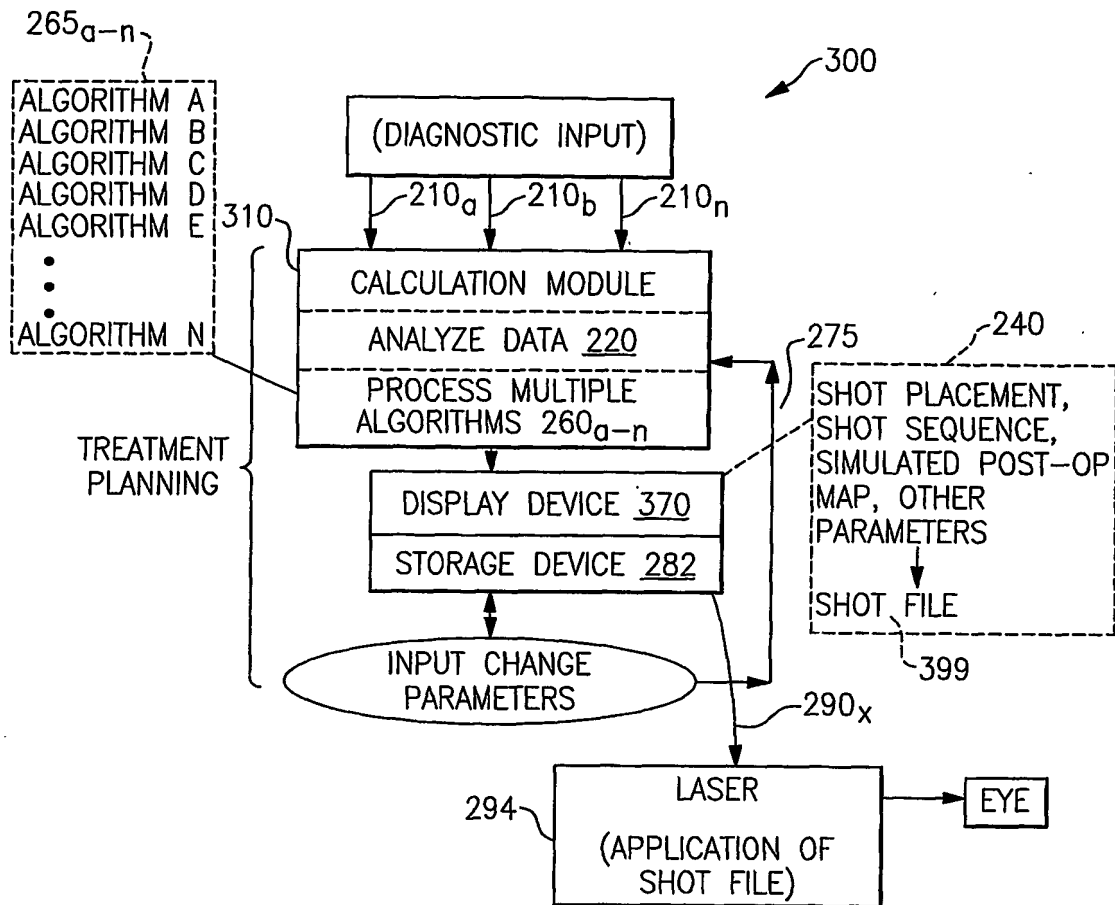 265a-n
300
ALGORITHM A
ALGORITHM B
ALGORITHM C
ALGORITHM D
ALGORITHM E
ALGORITHM N
(DIAGNOSTIC INPUT)
210a
210b
210n
310
CALCULATION MODULE
ANALYZE DATA 220
PROCESS MULTIPLE
ALGORITHMS 260a-n
275
240
SHOT PLACEMENT,
SHOT SEQUENCE,
SIMULATED POST-OP
MAP, OTHER
PARAMETERS
SHOT FILE
399
TREATMENT
PLANNING
DISPLAY DEVICE 370
STORAGE DEVICE 282
INPUT CHANGE
PARAMETERS
290x
294
LASER
(APPLICATION OF
SHOT FILE)
EYE